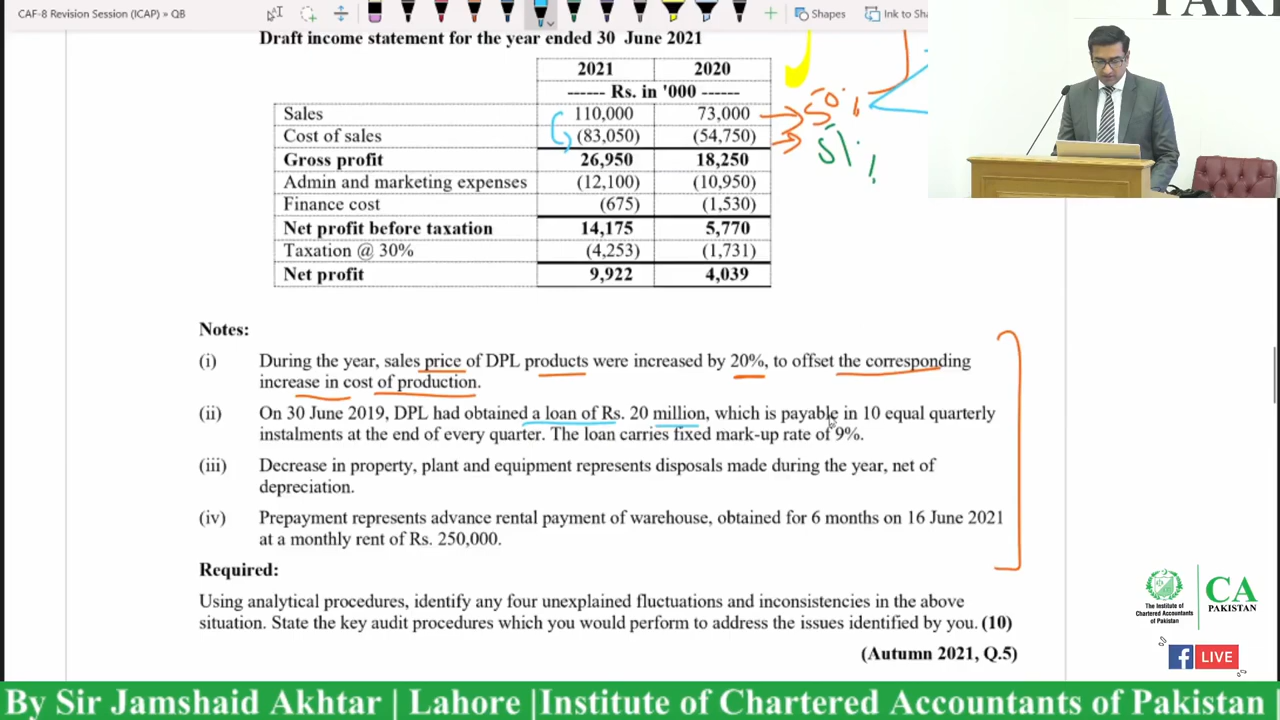 CAF-8 Revision Session (ICAP) » QB
Shapes
Ink to Sha
Draft income statement for the year ended 30 June 2021
2021 2020
------ Rs. in '000 ------
Sales 110,000 73,000
50%
Cost of sales (83,050) (54,750)
5%!
Gross profit 26,950 18,250
Admin and marketing expenses (12,100) (10,950)
Finance cost (675) (1,530)
Net profit before taxation 14,175 5,770
Taxation @ 30% (4,253) (1,731)
Net profit 9,922 4,039
Notes:
(i) During the year, sales price of DPL products were increased by 20%, to offset the corresponding
increase in cost of production.
(ii) On 30 June 2019, DPL had obtained a loan of Rs. 20 million, which is payable in 10 equal quarterly
instalments at the end of every quarter. The loan carries fixed mark-up rate of 9%.
(iii) Decrease in property, plant and equipment represents disposals made during the year, net of
depreciation.
(iv) Prepayment represents advance rental payment of warehouse, obtained for 6 months on 16 June 2021
at a monthly rent of Rs. 250,000.
Required:
Using analytical procedures, identify any four unexplained fluctuations and inconsistencies in the above
situation. State the key audit procedures which you would perform to address the issues identified by you. (10)
(Autumn 2021, Q.5)
The Institute of
Chartered Accountants
of Pakistan
CA
PAKISTAN
f LIVE
By Sir Jamshaid Akhtar | Lahore |Institute of Chartered Accountants of Pakistan